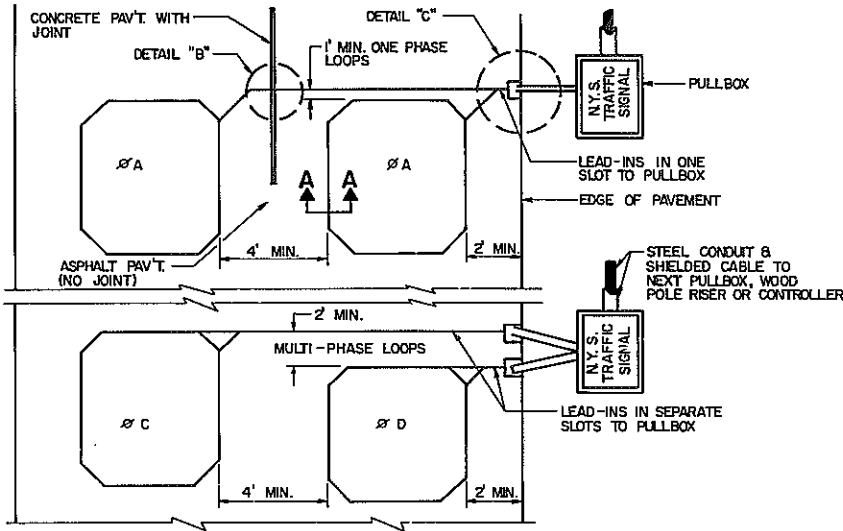 CONCRETE PAV'T. WITH
JOINT
DETAIL "B"
1' MIN. ONE PHASE
LOOPS
DETAIL "C"
N.Y.S.
TRAFFIC
SIGNAL
PULLBOX
ØA
ØA
A A
LEAD-INS IN ONE
SLOT TO PULLBOX
EDGE OF PAVEMENT
4' MIN.
2' MIN.
ASPHALT PAV'T.
(NO JOINT)
STEEL CONDUIT &
SHIELDED CABLE TO
NEXT PULLBOX, WOOD
POLE RISER OR CONTROLLER
2' MIN.
MULTI-PHASE LOOPS
N.Y.S.
TRAFFIC
SIGNAL
ØC
ØD
LEAD-INS IN SEPARATE
SLOTS TO PULLBOX
4' MIN.
2' MIN.